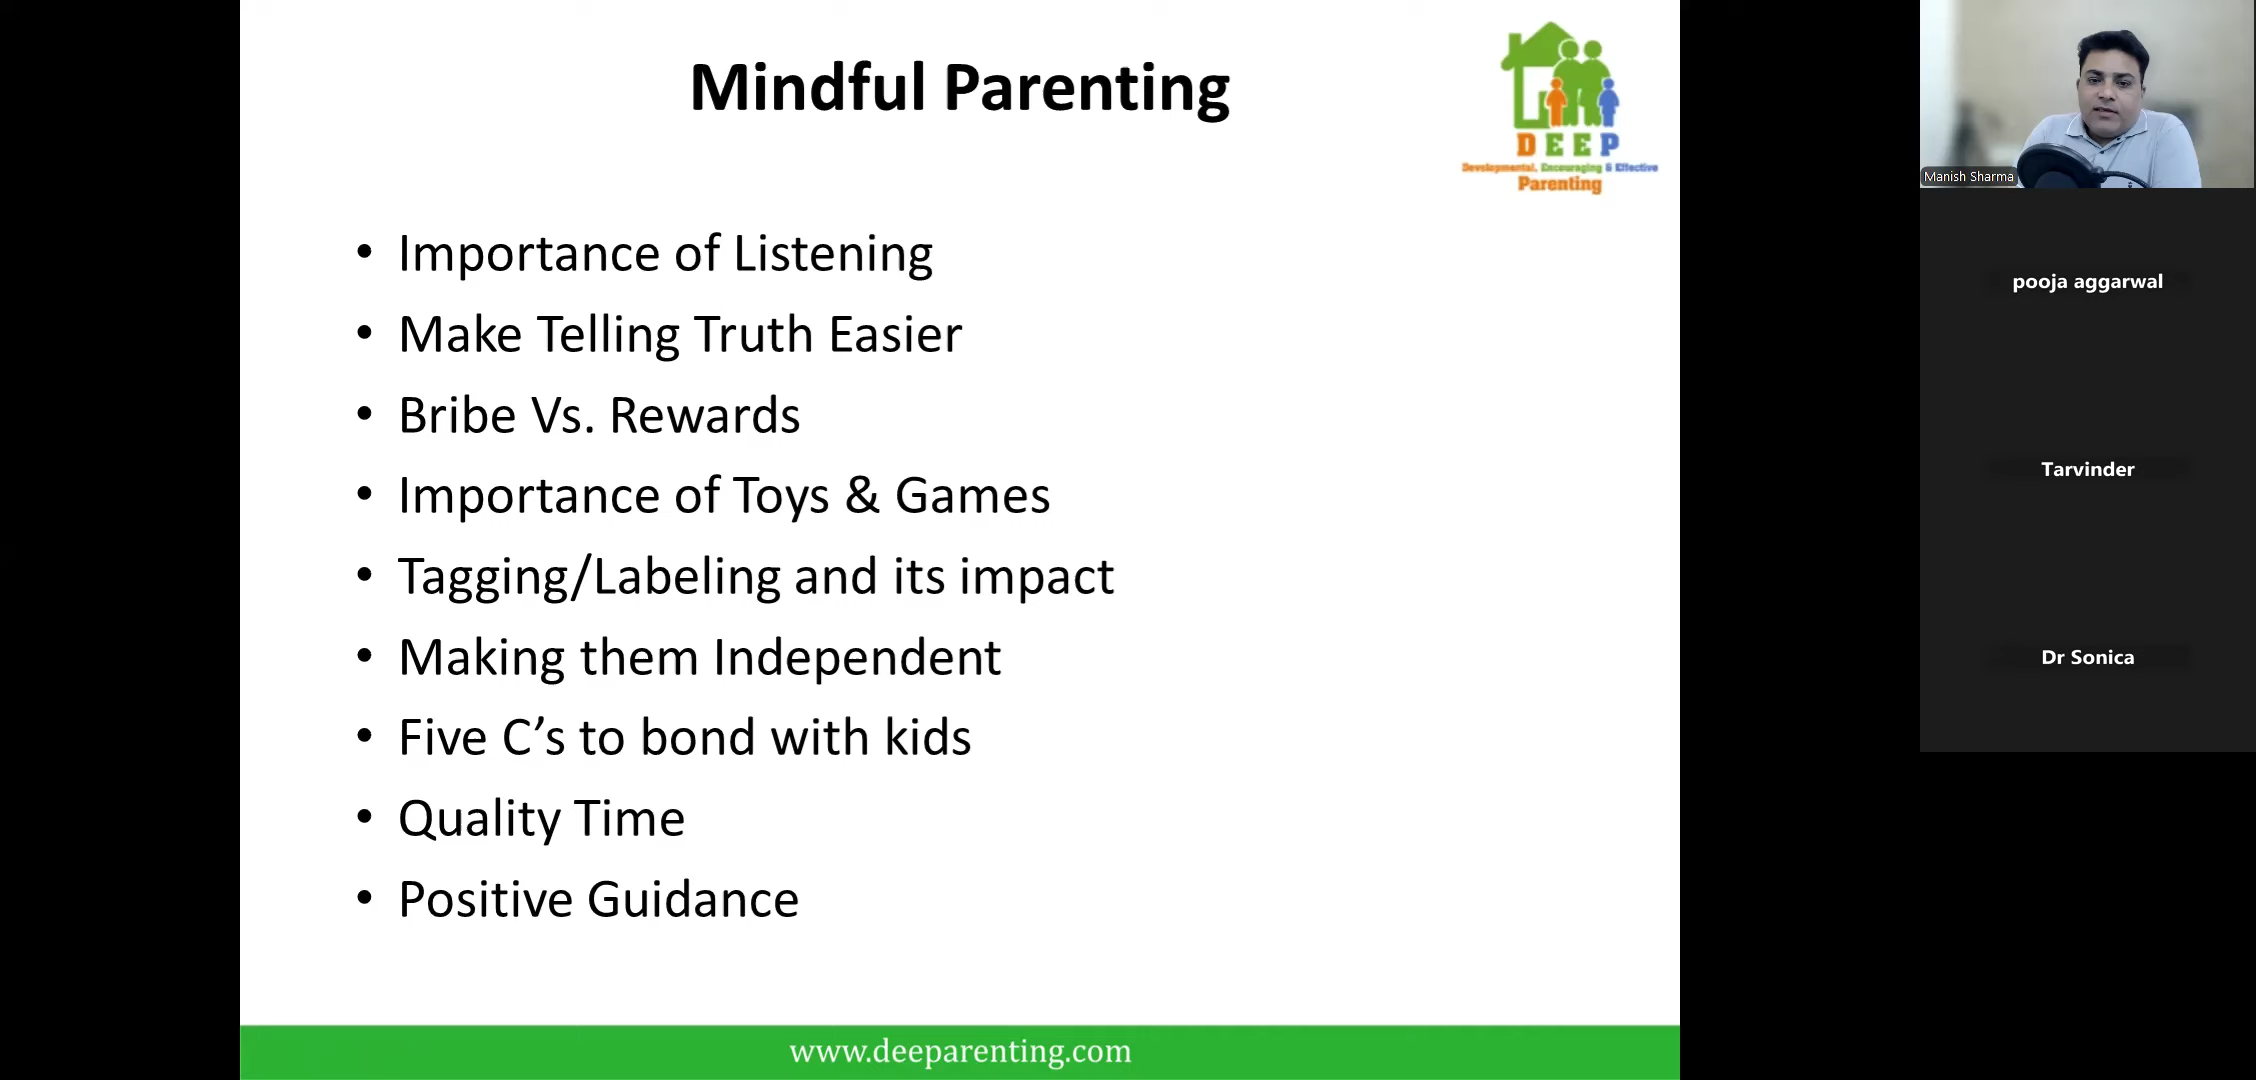 Mindful Parenting
DEEP
Developmental, Encouraging & Effective
Parenting
• Importance of Listening
• Make Telling Truth Easier
• Bribe Vs. Rewards
• Importance of Toys & Games
• Tagging/Labeling and its impact
• Making them Independent
• Five C’s to bond with kids
• Quality Time
• Positive Guidance
www.deeparenting.com
Manish Sharma
pooja aggarwal
Tarvinder
Dr Sonica